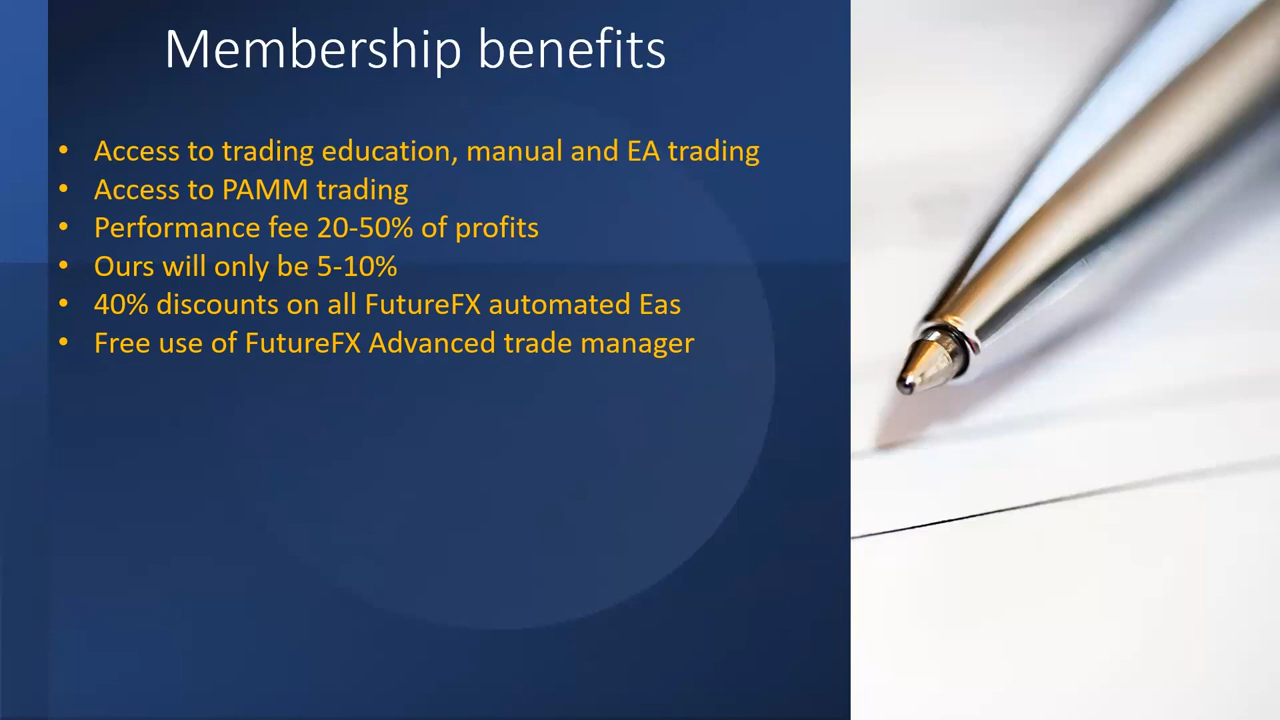 Membership benefits
• Access to trading education, manual and EA trading
• Access to PAMM trading
• Performance fee 20-50% of profits
• Ours will only be 5-10%
• 40% discounts on all FutureFX automated Eas
• Free use of FutureFX Advanced trade manager